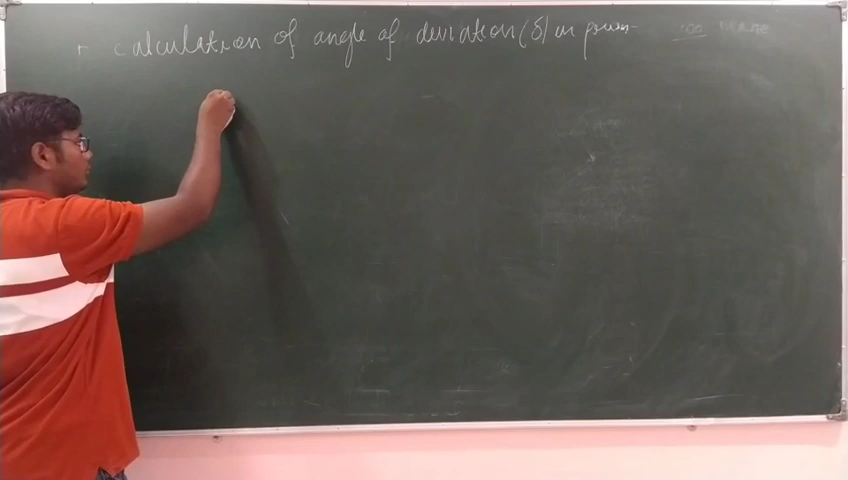 calculation of angle of deviation (δ) in prism